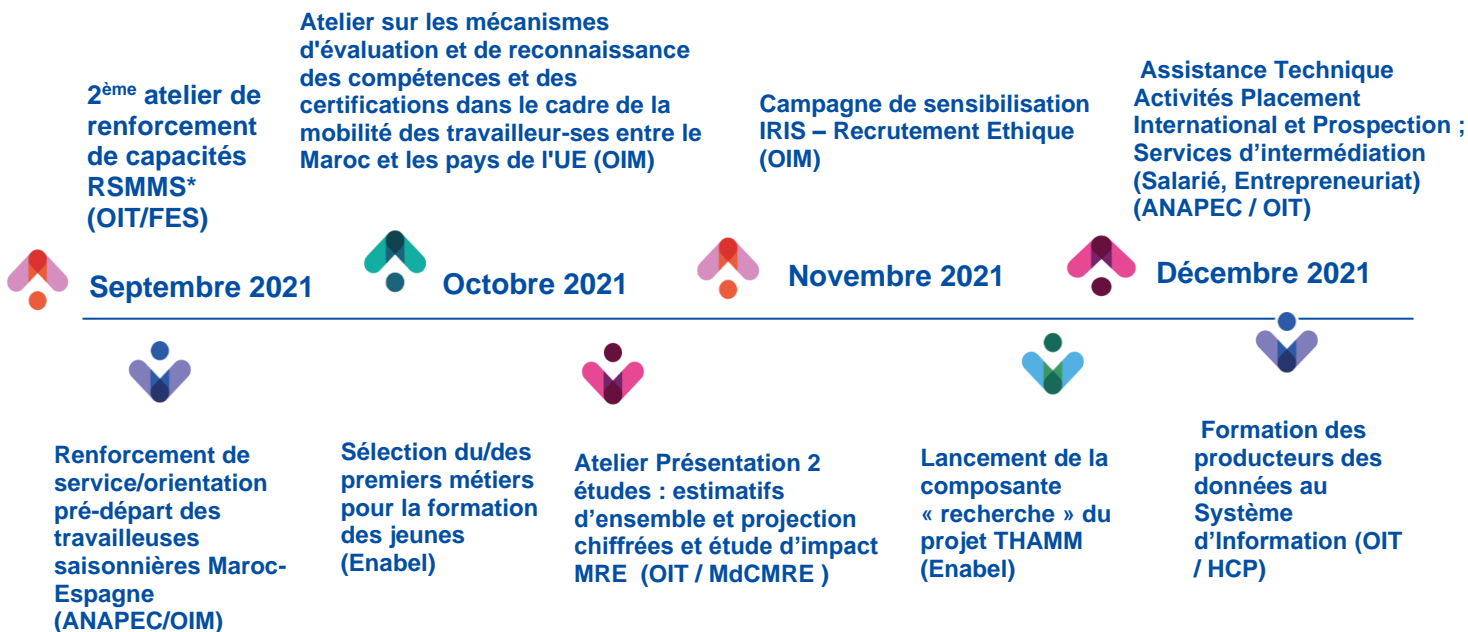 2ème atelier de
renforcement
de capacités
RSMMS*
(OIT/FES)
Atelier sur les mécanismes
d'évaluation et de reconnaissance
des compétences et des
certifications dans le cadre de la
mobilité des travailleur-ses entre le
Maroc et les pays de l'UE (OIM)
Campagne de sensibilisation
IRIS – Recrutement Ethique
(OIM)
Assistance Technique
Activités Placement
International et Prospection ;
Services d’intermédiation
(Salarié, Entrepreneuriat)
(ANAPEC / OIT)
Septembre 2021
Octobre 2021
Novembre 2021
Décembre 2021
Renforcement de
service/orientation
pré-départ des
travailleuses
saisonnières Maroc-
Espagne
(ANAPEC/OIM)
Sélection du/des
premiers métiers
pour la formation
des jeunes
(Enabel)
Atelier Présentation 2
études : estimatifs
d’ensemble et projection
chiffrées et étude d’impact
MRE (OIT / MdCMRE )
Lancement de la
composante
« recherche » du
projet THAMM
(Enabel)
Formation des
producteurs des
données au
Système
d’Information (OIT
/ HCP)